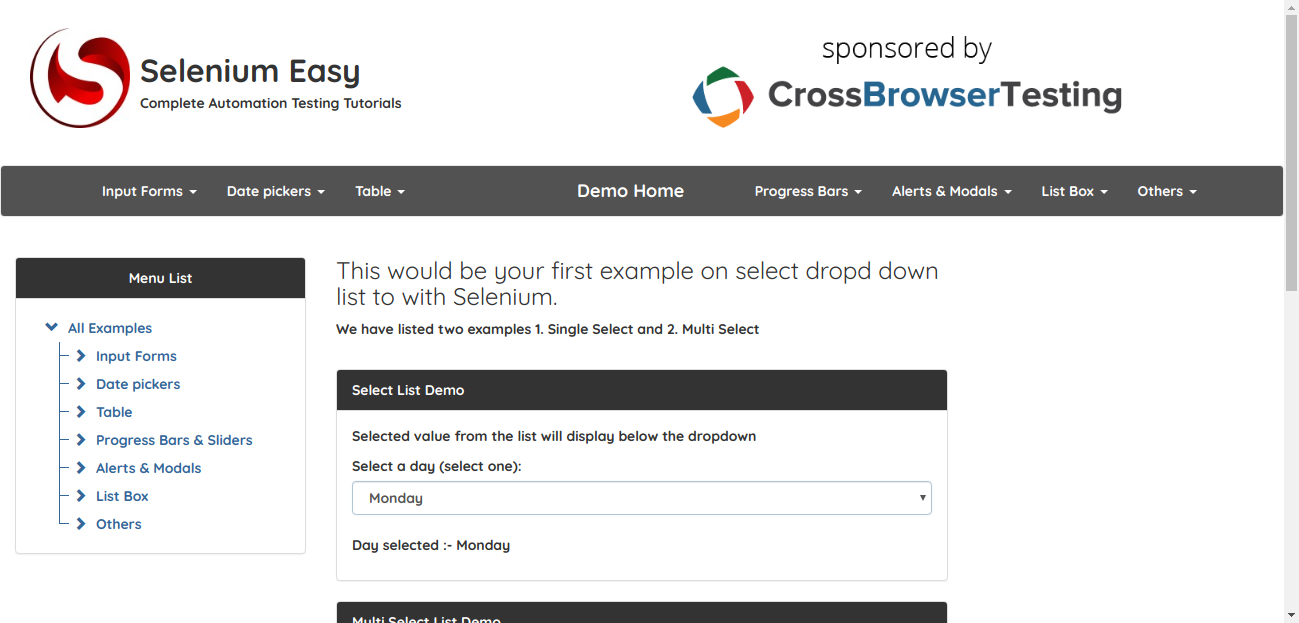 Selenium Easy
Complete Automation Testing Tutorials
sponsored by
CrossBrowserTesting
Input Forms
Date pickers
Table
Demo Home
Progress Bars
Alerts & Modals
List Box
Others
Menu List
All Examples
Input Forms
Date pickers
Table
Progress Bars & Sliders
Alerts & Modals
List Box
Others
This would be your first example on select dropd down
list to with Selenium.
We have listed two examples 1. Single Select and 2. Multi Select
Select List Demo
Selected value from the list will display below the dropdown
Select a day (select one):
Monday
Day selected :- Monday
Multi Select List Demo